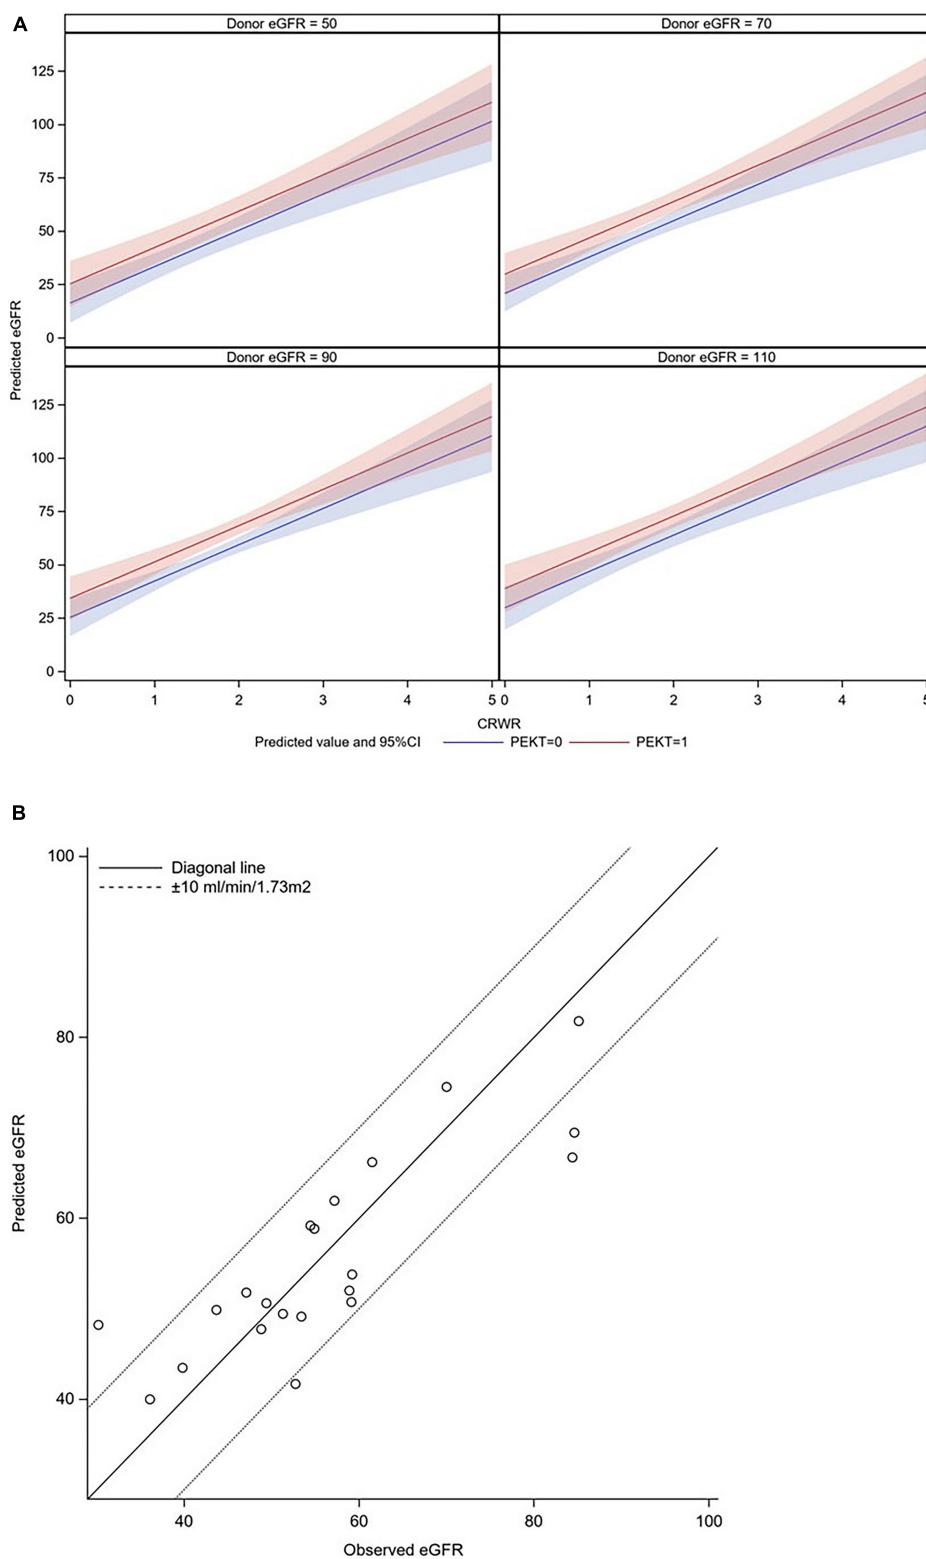 A
Donor eGFR = 50
Donor eGFR = 70
125
100
75
50
25
0
Predicted eGFR
Donor eGFR = 90
Donor eGFR = 110
125
100
75
50
25
0
0 1 2 3 4 5 0 1 2 3 4 5
CRWR
Predicted value and 95%CI PEKT=0 PEKT=1
B
100
80
60
40
Diagonal line
±10 ml/min/1.73m2
Predicted eGFR
40 60 80 100
Observed eGFR